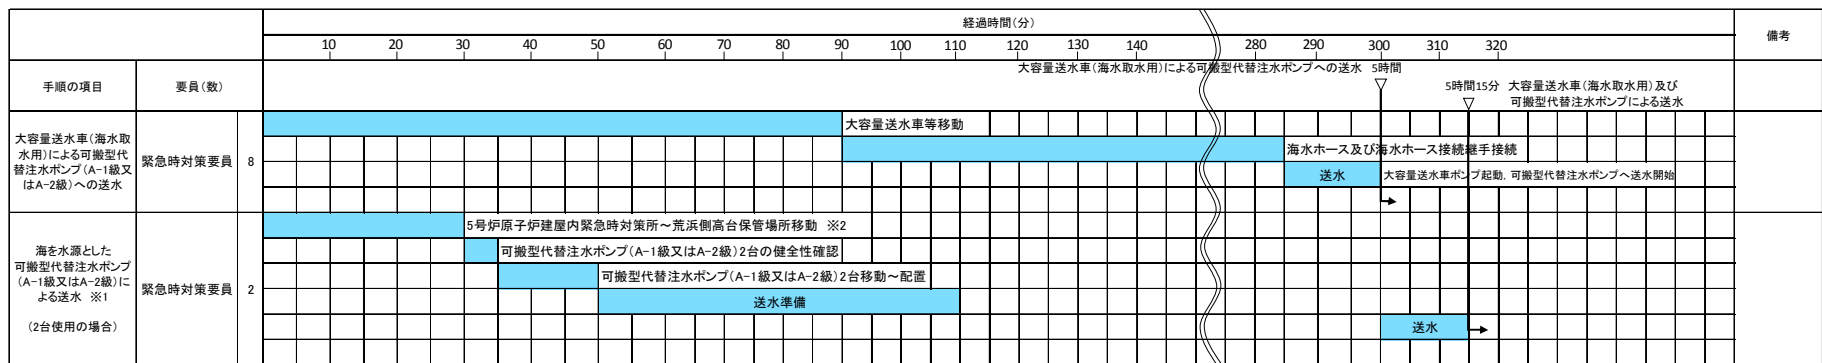 経過時間(分)
備考
10 20 30 40 50 60 70 80 90 100 110 120 130 140 280 290 300 310 320
手順の項目
要員(数)
大容量送水車(海水取水用)による可搬型代替注水ポンプへの送水 5時間
5時間15分 大容量送水車(海水取水用)及び
可搬型代替注水ポンプによる送水
大容量送水車(海水取
水用)による可搬型代
替注水ポンプ(A-1級又
はA-2級)への送水
緊急時対策要員
8
大容量送水車等移動
海水ホース及び海水ホース接続継手接続
送水
大容量送水車ポンプ起動，可搬型代替注水ポンプへ送水開始
海を水源とした
可搬型代替注水ポンプ
(A-1級又はA-2級)に
よる送水 ※1
(2台使用の場合)
緊急時対策要員
2
5号炉原子炉建屋内緊急時対策所～荒浜側高台保管場所移動 ※2
可搬型代替注水ポンプ(A-1級又はA-2級)2台の健全性確認
可搬型代替注水ポンプ(A-1級又はA-2級)2台移動～配置
送水準備
送水